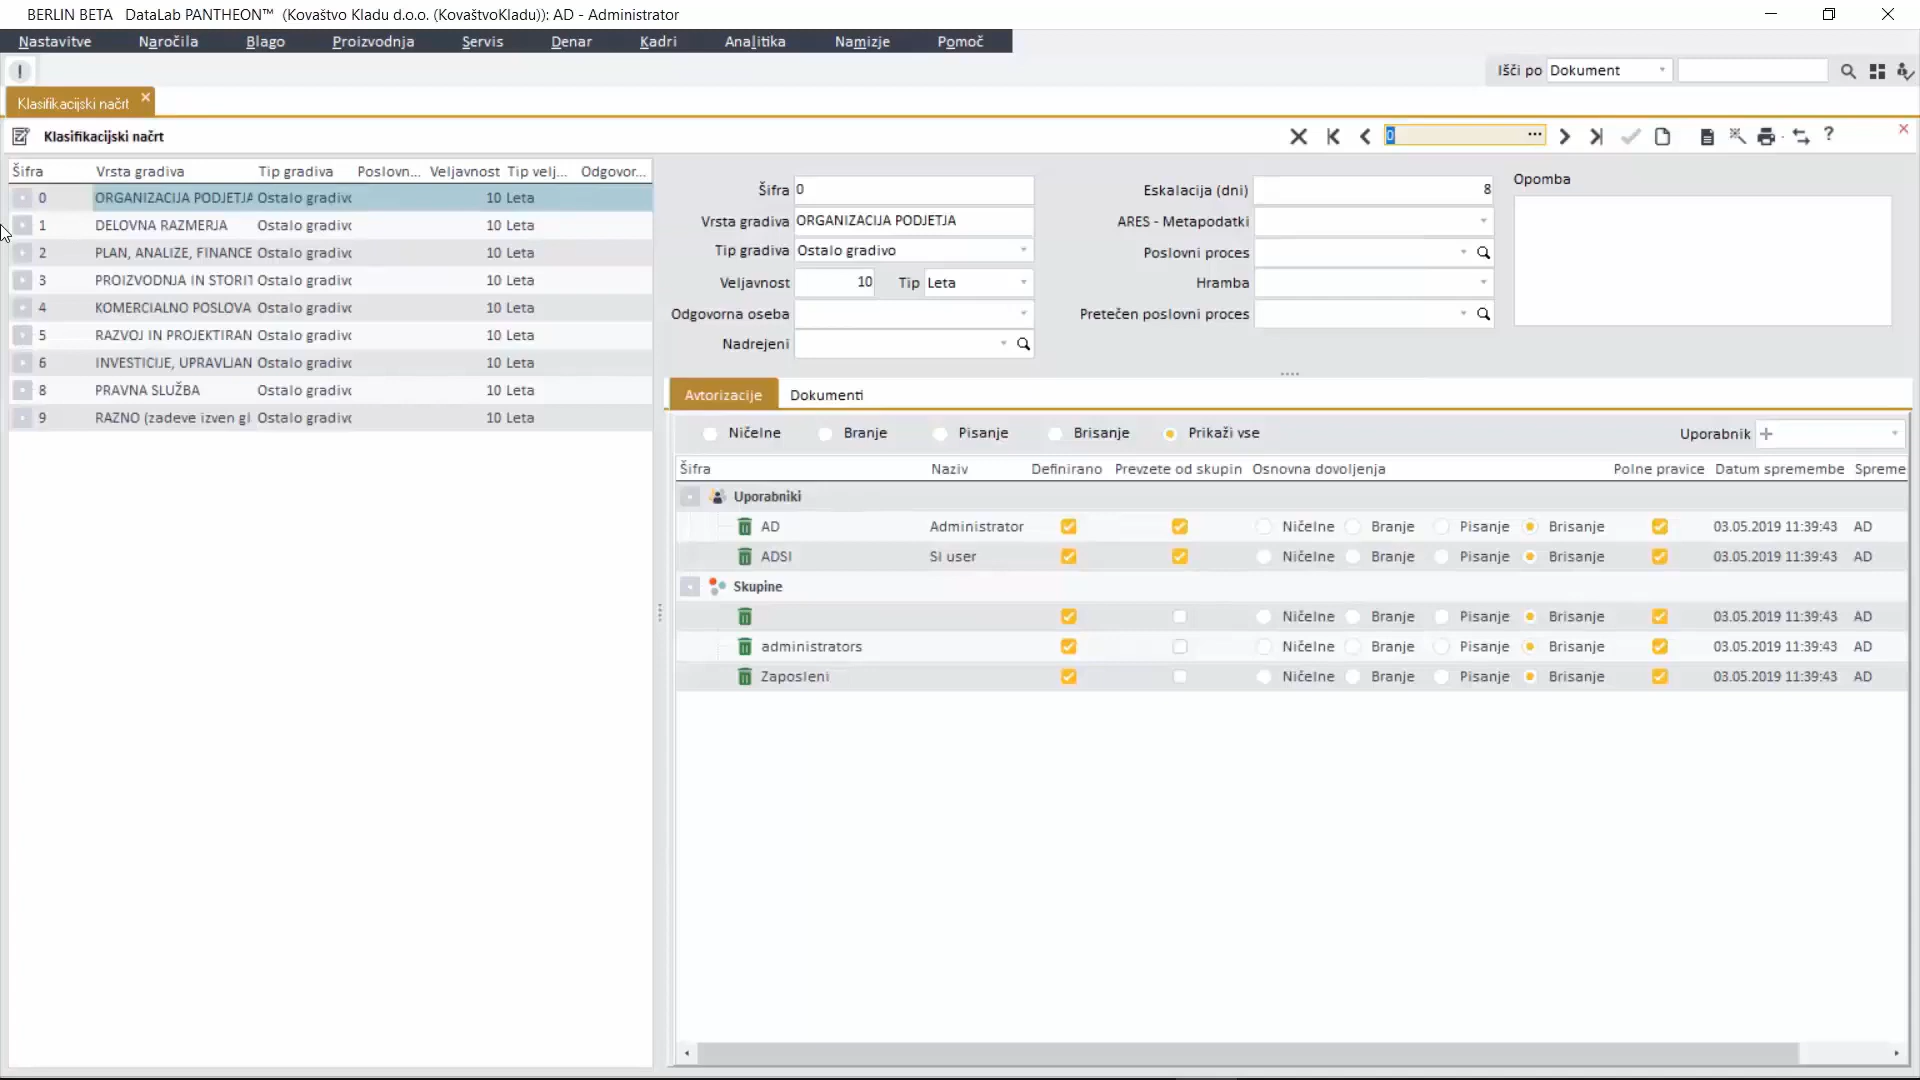 BERLIN BETA DataLab PANTHEON™ (Kovaštvo Kladu d.o.o. (KovaštvoKladu)): AD - Administrator
Nastavitve Naročila Blago Proizvodnja Servis Denar Kadri Analitika Namizje Pomoč
Išči po Dokument
Klasifikacijski načrt
Klasifikacijski načrt
0
Šifra Vrsta gradiva Tip gradiva Poslovn... Veljavnost Tip velj... Odgovor...
0 ORGANIZACIJA PODJETJA Ostalo gradivo 10 Leta
1 DELOVNA RAZMERJA Ostalo gradivo 10 Leta
2 PLAN, ANALIZE, FINANCE Ostalo gradivo 10 Leta
3 PROIZVODNJA IN STORIT Ostalo gradivo 10 Leta
4 KOMERCIALNO POSLOVA Ostalo gradivo 10 Leta
5 RAZVOJ IN PROJEKTIRAN Ostalo gradivo 10 Leta
6 INVESTICIJE, UPRAVLJAN Ostalo gradivo 10 Leta
8 PRAVNA SLUŽBA Ostalo gradivo 10 Leta
9 RAZNO (zadeve izven gl Ostalo gradivo 10 Leta
Šifra 0
Vrsta gradiva ORGANIZACIJA PODJETJA
Tip gradiva Ostalo gradivo
Veljavnost 10 Tip Leta
Odgovorna oseba
Nadrejeni
Eskalacija (dni) 8
ARES - Metapodatki
Poslovni proces
Hramba
Pretečen poslovni proces
Opomba
Avtorizacije Dokumenti
Ničelne Branje Pisanje Brisanje Prikaži vse Uporabnik
Šifra Naziv Definirano Prevzete od skupin Osnovna dovoljenja Polne pravice Datum spremembe Spreme
Uporabniki
AD Administrator Ničelne Branje Pisanje Brisanje 03.05.2019 11:39:43 AD
ADSI SI user Ničelne Branje Pisanje Brisanje 03.05.2019 11:39:43 AD
Skupine
Ničelne Branje Pisanje Brisanje 03.05.2019 11:39:43 AD
administrators Ničelne Branje Pisanje Brisanje 03.05.2019 11:39:43 AD
Zaposleni Ničelne Branje Pisanje Brisanje 03.05.2019 11:39:43 AD